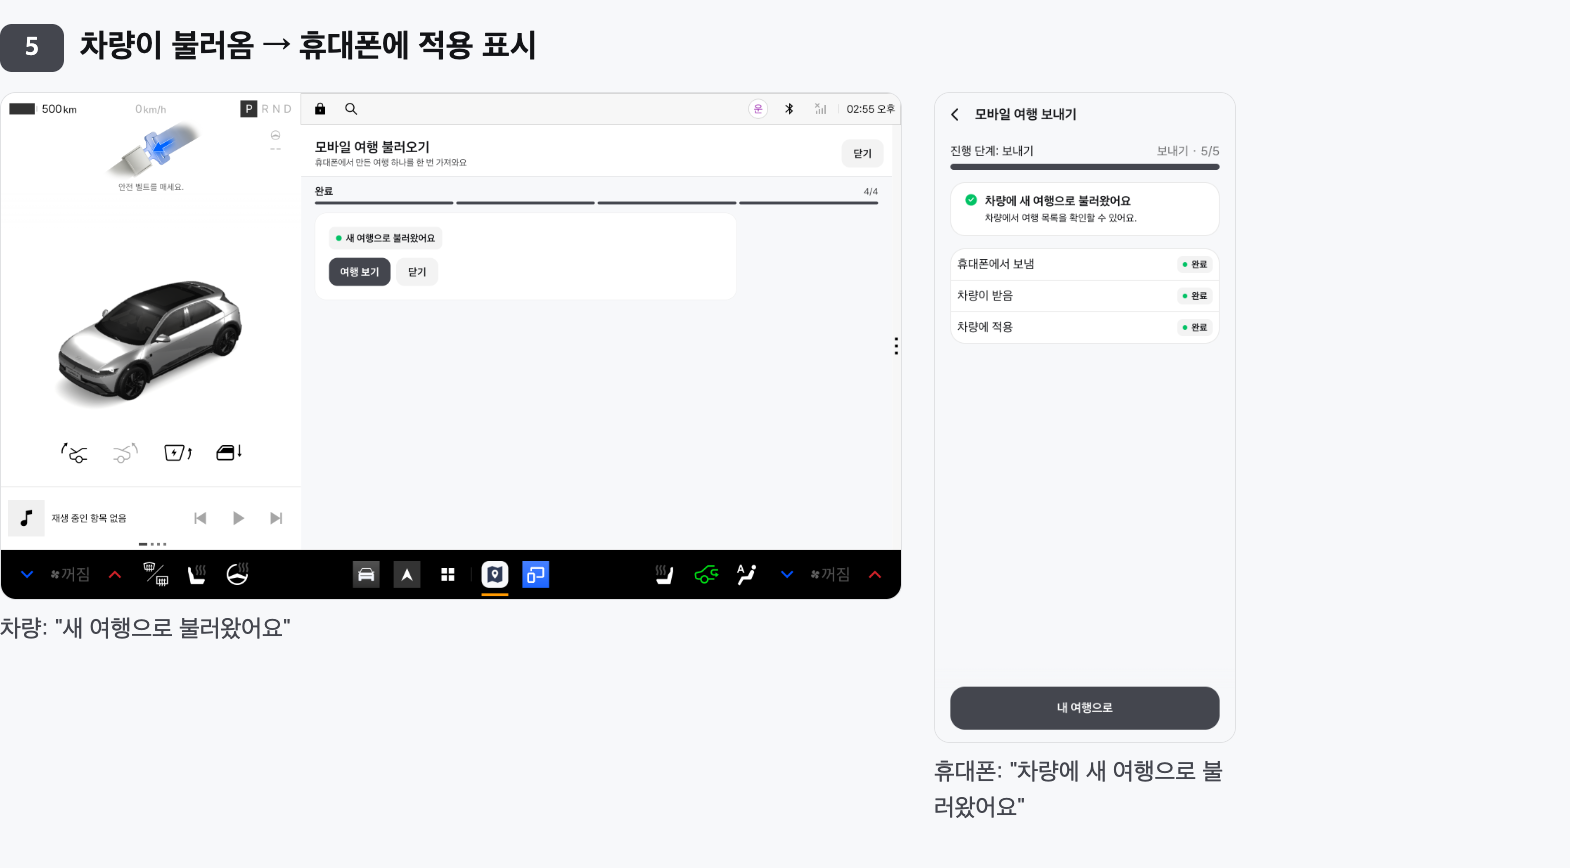 5 차량이 불러옴 → 휴대폰에 적용 표시
500km 0km/h P R N D
안전 벨트를 매세요.
--
재생 중인 항목 없음
운 02:55 오후
모바일 여행 불러오기
휴대폰에서 만든 여행 하나를 한 번 가져와요
닫기
완료 4/4
새 여행으로 불러왔어요
여행 보기 닫기
꺼짐 A 꺼짐
차량: "새 여행으로 불러왔어요"
모바일 여행 보내기
진행 단계: 보내기 보내기 · 5/5
차량에 새 여행으로 불러왔어요
차량에서 여행 목록을 확인할 수 있어요.
휴대폰에서 보냄 완료
차량이 받음 완료
차량에 적용 완료
내 여행으로
휴대폰: "차량에 새 여행으로 불
러왔어요"